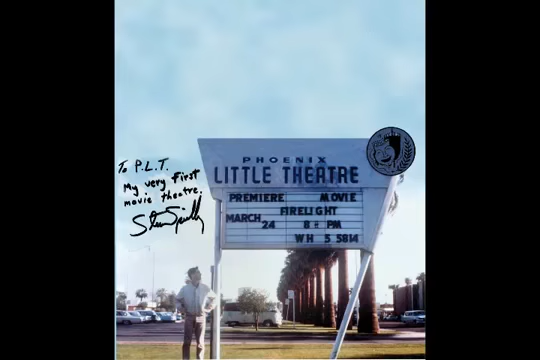 To P.L.T.
My very first
movie theatre.
PHOENIX
LITTLE THEATRE
PREMIERE MOVIE
FIRELIGHT
MARCH 24 8 PM
WH 5 5814